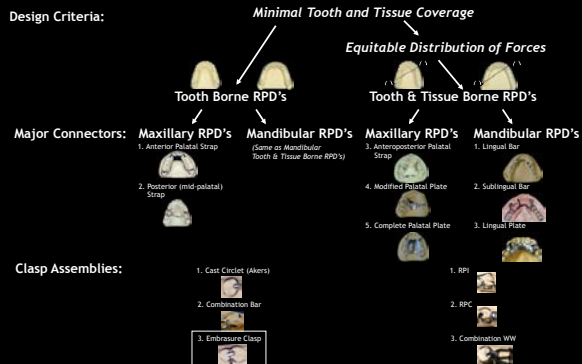 Design Criteria:
Minimal Tooth and Tissue Coverage
Equitable Distribution of Forces
Tooth Borne RPD's
Tooth & Tissue Borne RPD's
Major Connectors:
Maxillary RPD's
1. Anterior Palatal Strap
2. Posterior (mid-palatal)
Strap
Mandibular RPD's
(Same as Mandibular
Tooth & Tissue Borne RPD's)
Maxillary RPD's
3. Anteroposterior Palatal
Strap
4. Modified Palatal Plate
5. Complete Palatal Plate
Mandibular RPD's
1. Lingual Bar
2. Sublingual Bar
3. Lingual Plate
Clasp Assemblies:
1. Cast Circlet (Akers)
2. Combination Bar
3. Embrasure Clasp
1. RPI
2. RPC
3. Combination WW